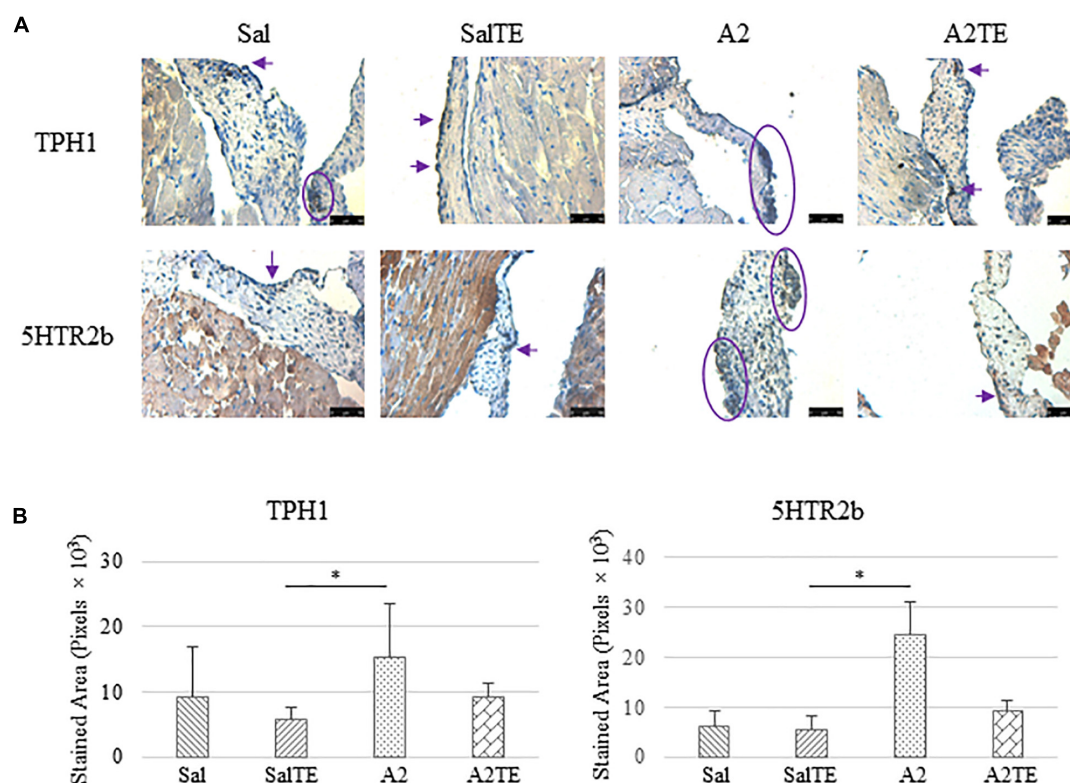 A
Sal SalTE A2 A2TE
TPH1
5HTR2b
B
TPH1
Stained Area (Pixels × 10³)
30
20
10
0
*
Sal SalTE A2 A2TE
5HTR2b
Stained Area (Pixels × 10³)
40
30
20
10
0
*
Sal SalTE A2 A2TE